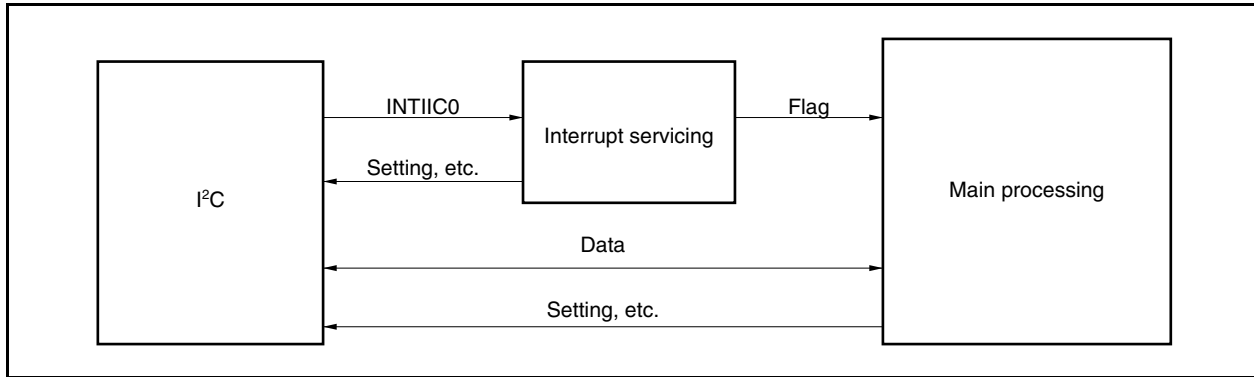 INTIIC0
Flag
Interrupt servicing
Setting, etc.
I²C
Main processing
Data
Setting, etc.